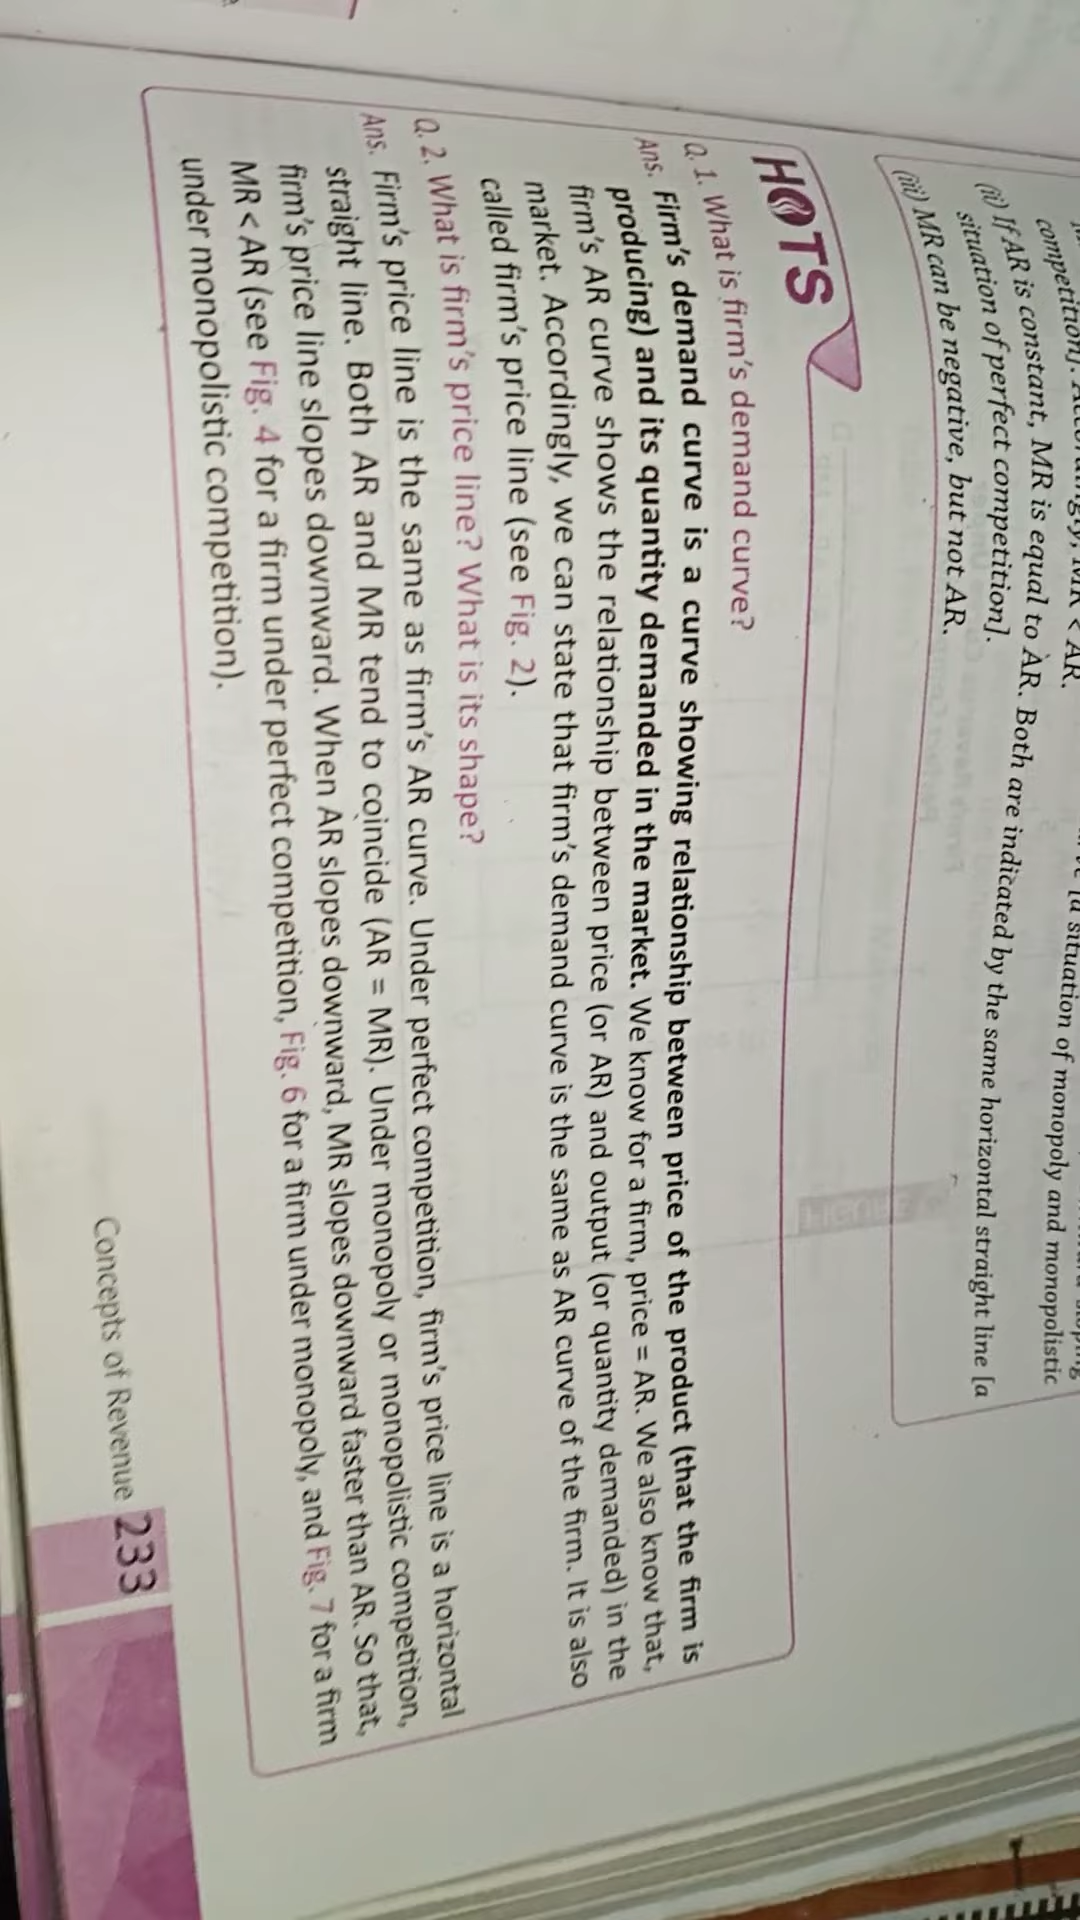 competition].
< AR.
situation of monopoly and monopolistic
(ii) If AR is constant, MR is equal to AR. Both are indicated by the same horizontal straight line [a
situation of perfect competition].
(iii) MR can be negative, but not AR.
HOTS
Q. 1. What is firm's demand curve?
Ans. Firm's demand curve is a curve showing relationship between price of the product (that the firm is
producing) and its quantity demanded in the market. We know for a firm, price = AR. We also know that,
firm's AR curve shows the relationship between price (or AR) and output (or quantity demanded) in the
market. Accordingly, we can state that firm's demand curve is the same as AR curve of the firm. It is also
called firm's price line (see Fig. 2).
Q. 2. What is firm's price line? What is its shape?
Ans. Firm's price line is the same as firm's AR curve. Under perfect competition, firm's price line is a horizontal
straight line. Both AR and MR tend to coincide (AR = MR). Under monopoly or monopolistic competition,
firm's price line slopes downward. When AR slopes downward, MR slopes downward faster than AR. So that,
MR < AR (see Fig. 4 for a firm under perfect competition, Fig. 6 for a firm under monopoly, and Fig. 7 for a firm
under monopolistic competition).
Concepts of Revenue 233